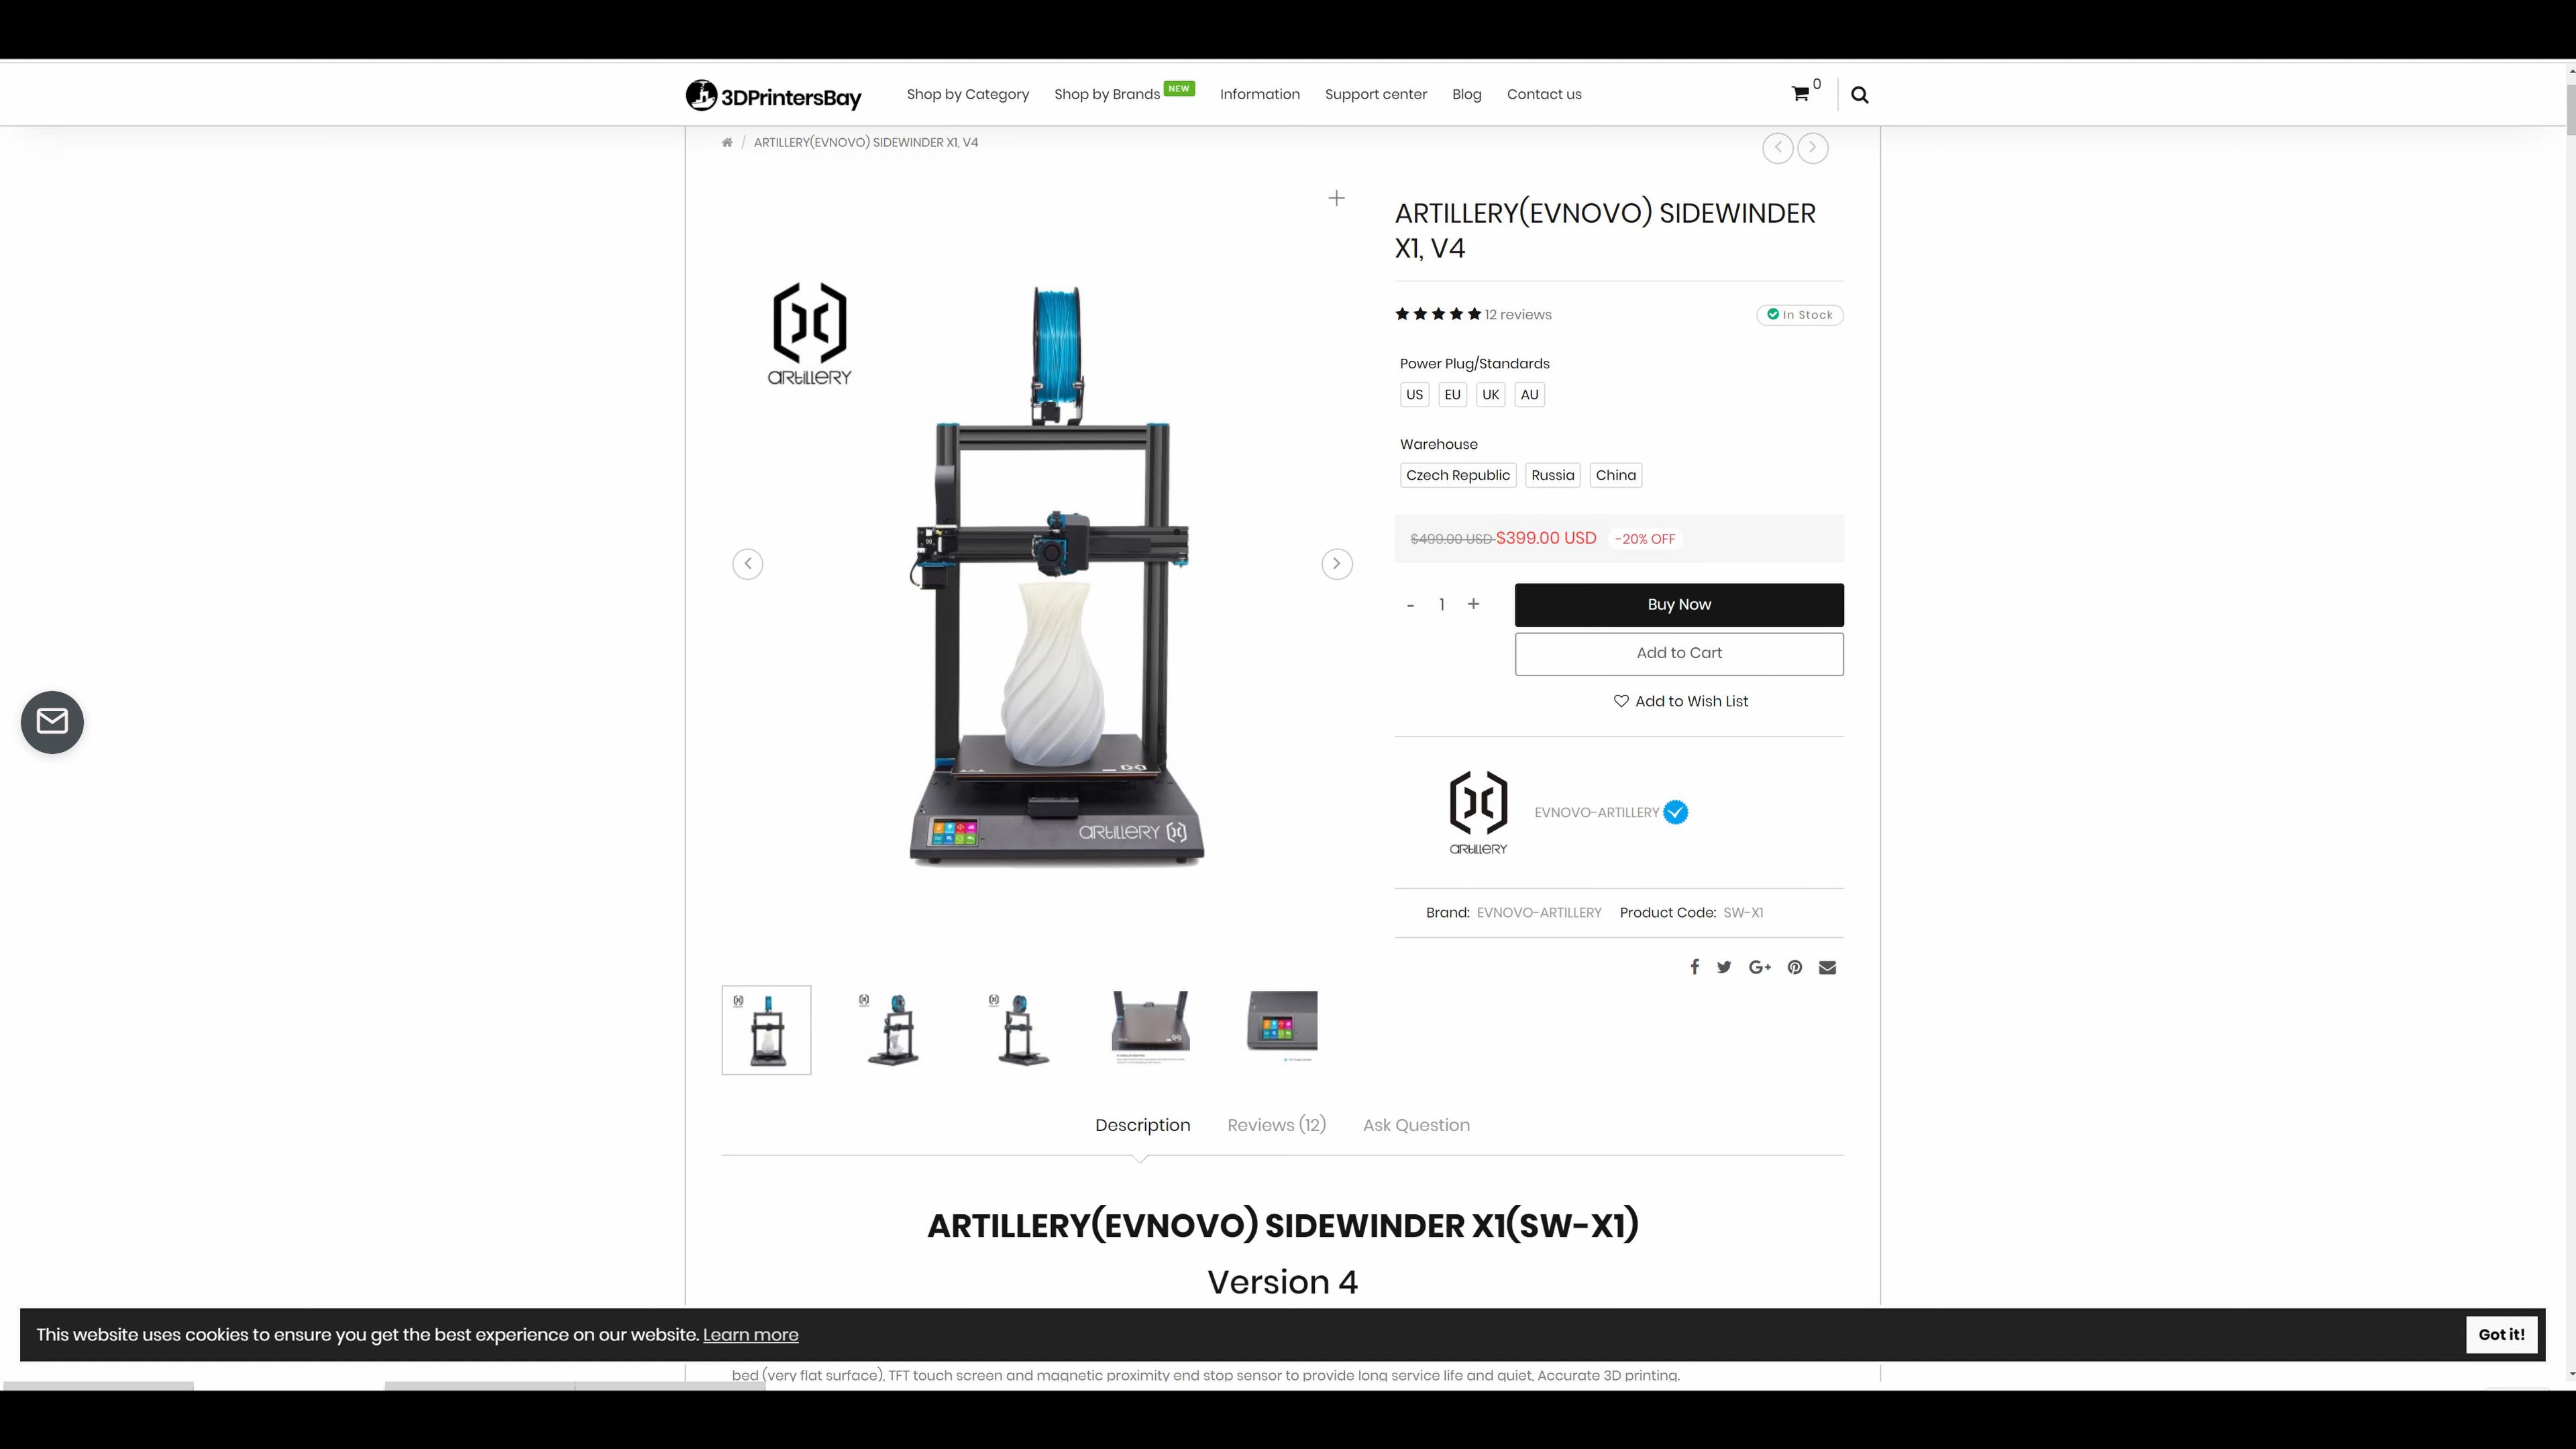 3DPrintersBay
Shop by Category
Shop by Brands NEW
Information
Support center
Blog
Contact us
0
/ ARTILLERY(EVNOVO) SIDEWINDER X1, V4
ARTILLERY(EVNOVO) SIDEWINDER
X1, V4
12 reviews
In Stock
Power Plug/Standards
US EU UK AU
Warehouse
Czech Republic Russia China
$499.00 USD $399.00 USD -20% OFF
- 1 +
Buy Now
Add to Cart
Add to Wish List
ARtiLLERY
ARtiLLERY
EVNOVO-ARTILLERY
ARtiLLERY
Brand: EVNOVO-ARTILLERY Product Code: SW-X1
G+
Description Reviews (12) Ask Question
ARTILLERY(EVNOVO) SIDEWINDER X1(SW-X1)
Version 4
This website uses cookies to ensure you get the best experience on our website. Learn more
Got it!
bed (very flat surface), TFT touch screen and magnetic proximity end stop sensor to provide long service life and quiet, Accurate 3D printing.